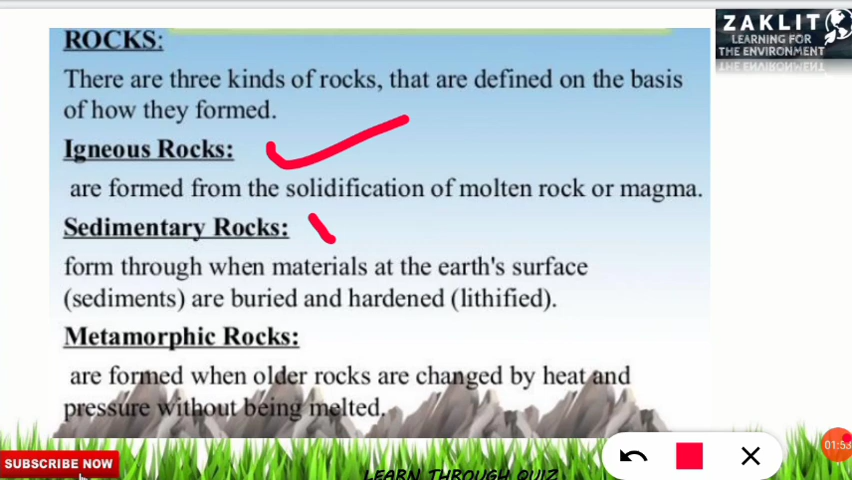 ROCKS:
ZAKLIT
LEARNING FOR
THE ENVIRONMENT
There are three kinds of rocks, that are defined on the basis
of how they formed.
Igneous Rocks:
are formed from the solidification of molten rock or magma.
Sedimentary Rocks:
form through when materials at the earth's surface
(sediments) are buried and hardened (lithified).
Metamorphic Rocks:
are formed when older rocks are changed by heat and
pressure without being melted.
SUBSCRIBE NOW
LEARN THROUGH QUIZ